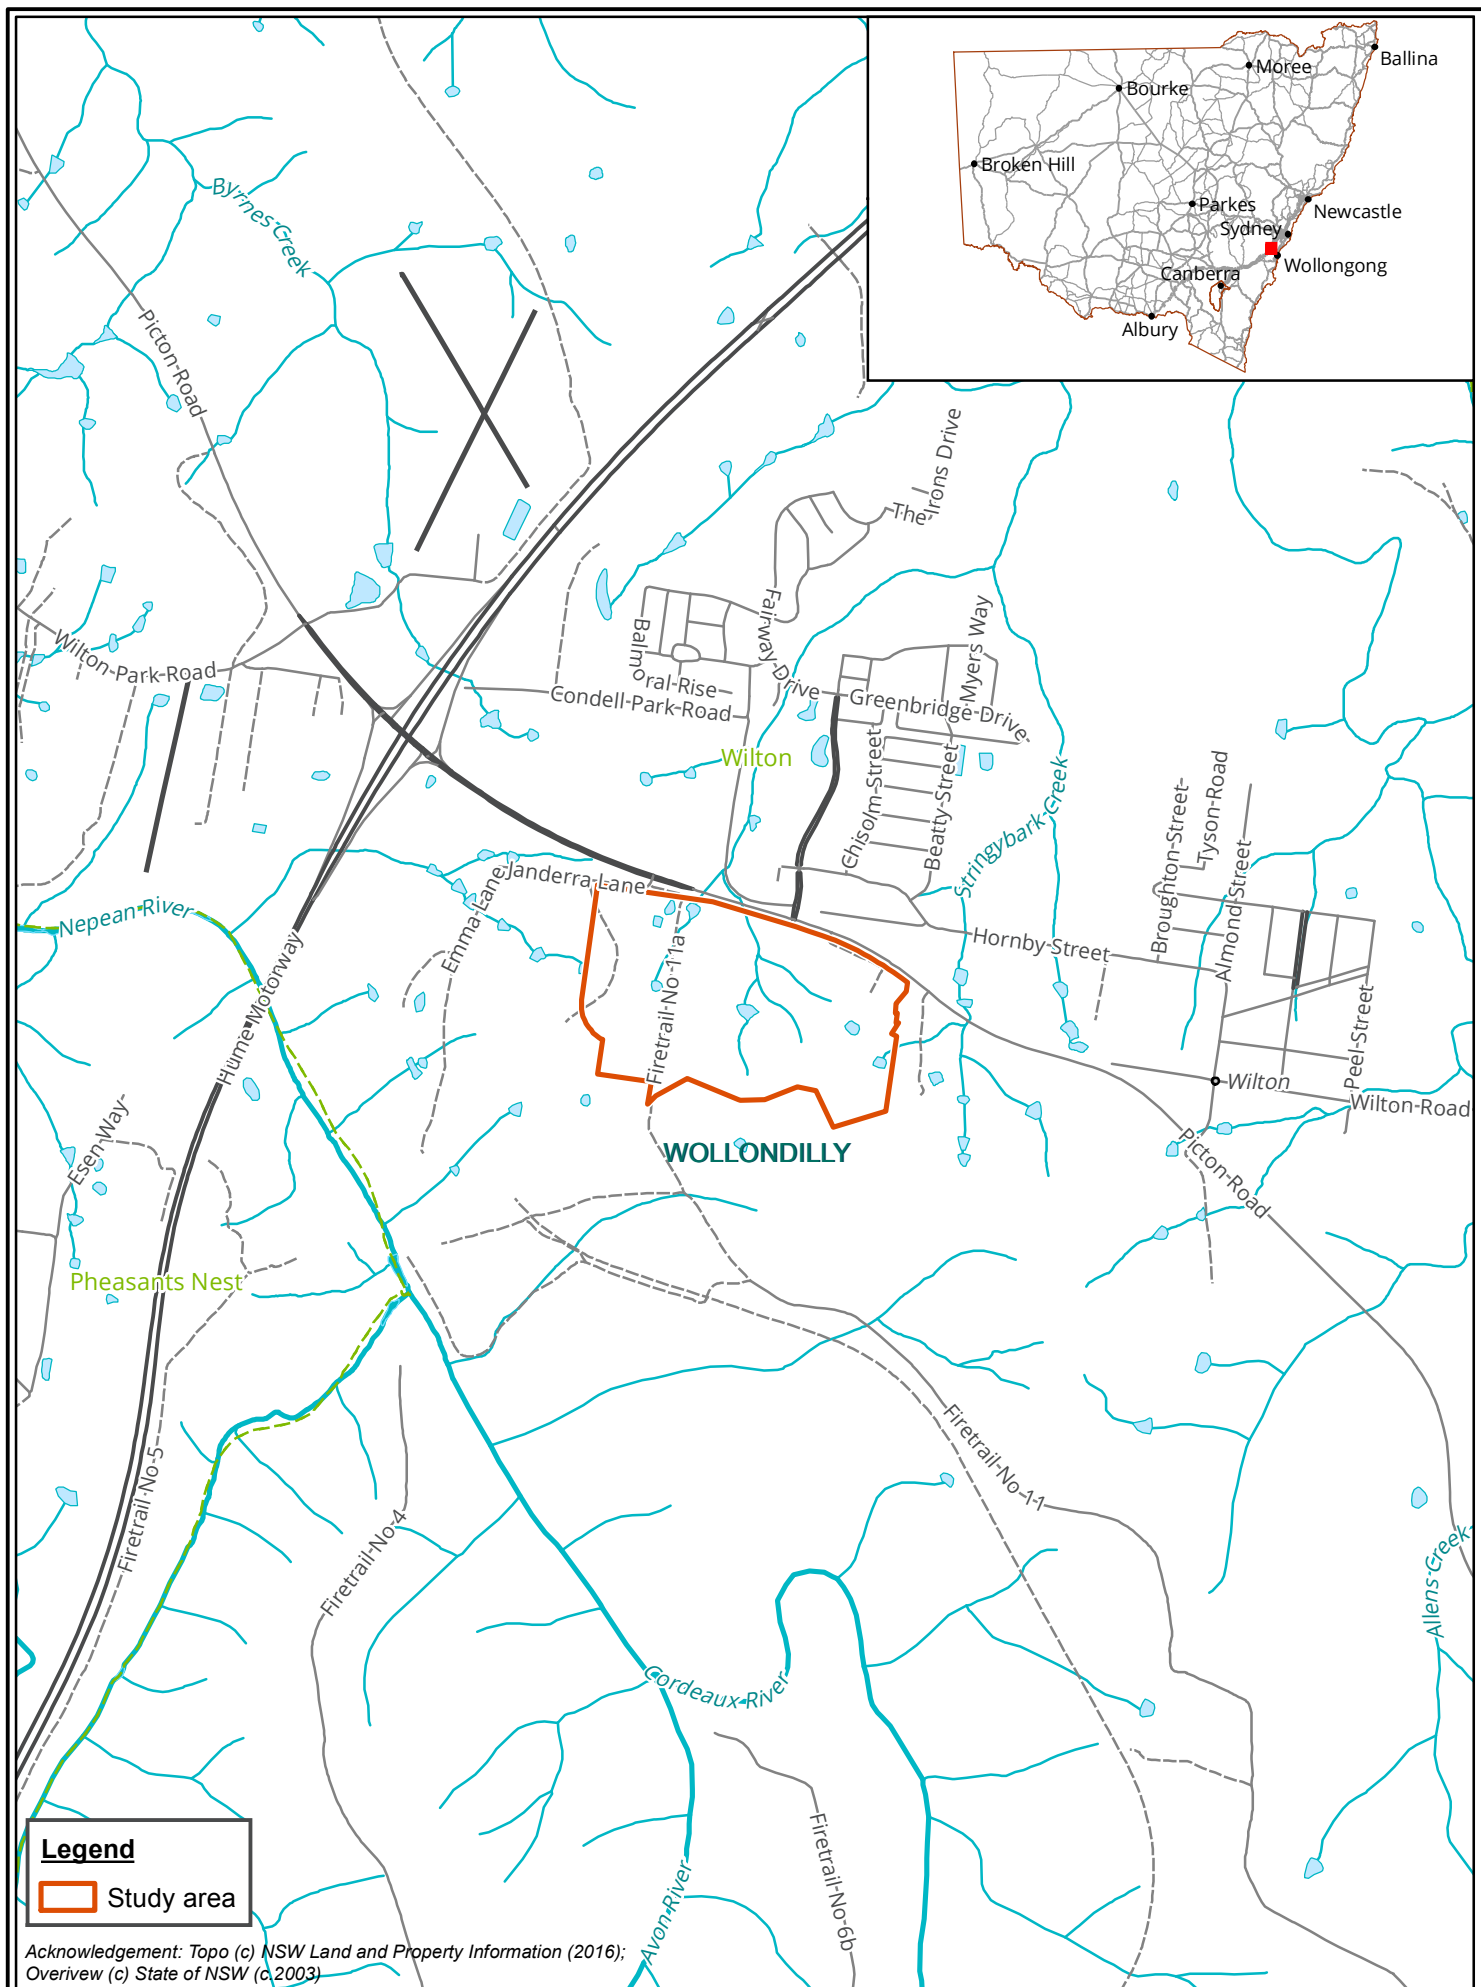 Ballina
Moree
Bourke
Broken Hill
Parkes
Newcastle
Sydney
Wollongong
Canberra
Albury
Byrnes Creek
Picton Road
The Irons Drive
Fairway Drive
Balmoral Rise
Myers Way
Wilton Park Road
Condell Park Road
Greenbridge Drive
Wilton
Chisolm Street
Beatty Street
Stringybark Creek
Broughton Street
Tyson Road
Almond Street
Janderra Lane
Emma Lane
Nepean River
Hornby Street
Hume Motorway
Firetrail No 11a
Peel Street
Wilton
Wilton Road
Esen Way
WOLLONDILLY
Picton Road
Pheasants Nest
Firetrail No 5
Firetrail No 4
Firetrail No 11
Allens Creek
Cordeaux River
Firetrail No 6b
Avon River
Legend
Study area
Acknowledgement: Topo (c) NSW Land and Property Information (2016);
Overivew (c) State of NSW (c.2003)